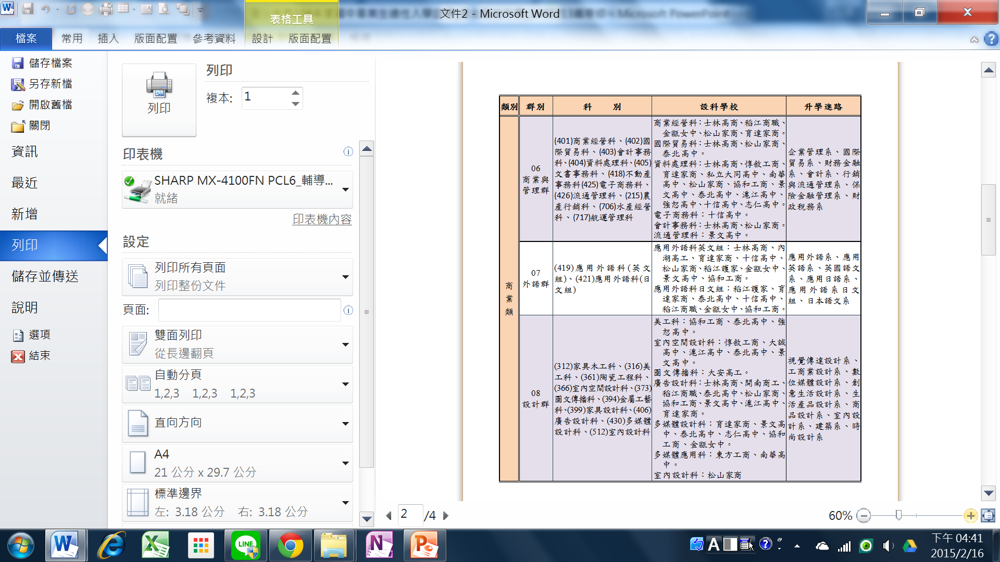 文件2 - Microsoft Word
表格工具
檔案 常用 插入 版面配置 參考資料 設計 版面配置
儲存檔案
另存新檔
開啟舊檔
關閉
資訊
最近
新增
列印
儲存並傳送
說明
選項
結束
列印
列印
複本: 1
印表機
SHARP MX-4100FN PCL6_輔導...
就緒
印表機內容
設定
列印所有頁面
列印整份文件
頁面:
雙面列印
從長邊翻頁
自動分頁
1,2,3 1,2,3 1,2,3
直向方向
A4
21 公分 x 29.7 公分
標準邊界
左: 3.18 公分 右: 3.18 公分
類別 群別 科 別 設科學校 升學進路
商
業
類
06
商業與
管理群
(401)商業經營科、(402)國
際貿易科、(403)會計事務
科、(404)資料處理科、(405)
文書事務科、(418)不動產
事務科(425)電子商務科、
(426)流通管理科、(215)農
產行銷科、(706)水產經營
科、(717)航運管理科
商業經營科：士林高商、稻江商職、
金甌女中、松山家商、育達家商。
國際貿易科：士林高商、松山家商、
泰北高中。
資料處理科：士林高商、惇敘工商、
育達家商、私立大同高中、南華
高中、松山家商、協和工商、景
文高中、泰北高中、滬江高中、
強恕高中、十信高中、志仁高中。
電子商務科：十信高中。
會計事務科：士林高商、松山家商。
流通管理科：景文高中。
企業管理系、國際
貿易系、財務金融
系、會計系、行銷
與流通管理系、保
險金融管理系、財
政稅務系
07
外語群
(419)應用外語科(英文
組)、(421)應用外語科(日
文組)
應用外語科英文組：士林高商、內
湖高工、育達家商、十信高中、
松山家商、稻江護家、金甌女中、
景文高中、協和工商。
應用外語科日文組：稻江護家、育
達家商、泰北高中、十信高中、
稻江商職、金甌女中、協和工商。
應用外語系、應用
英語系、英國語文
系、應用日語系、
應用外語系日文
組、日本語文系
08
設計群
(312)家具木工科、(316)美
工科、(361)陶瓷工程科、
(366)室內空間設計科、(373)
圖文傳播科、(394)金屬工藝
科、(399)家具設計科、(406)
廣告設計科、(430)多媒體
設計科、(512)室內設計科
美工科：協和工商、泰北高中、強
恕高中。
室內空間設計科：惇敘工商、大誠
高中、滬江高中、泰北高中、景
文高中。
圖文傳播科：大安高工。
廣告設計科：士林高商、開南商工、
稻江商職、泰北高中、松山家商、
協和工商、景文高中、滬江高中、
育達家商。
多媒體設計科：育達家商、景文高
中、泰北高中、志仁高中、協和
工商、金甌女中。
多媒體應用科：東方工商、南華高
中。
室內設計科：松山家商
視覺傳達設計系、
工商業設計系、數
位媒體設計系、創
意生活設計系、生
活產品設計系、商
品設計系、室內設
計系、建築系、時
尚設計系
2 /4
60%
LINE
A
下午 04:41
2015/2/16